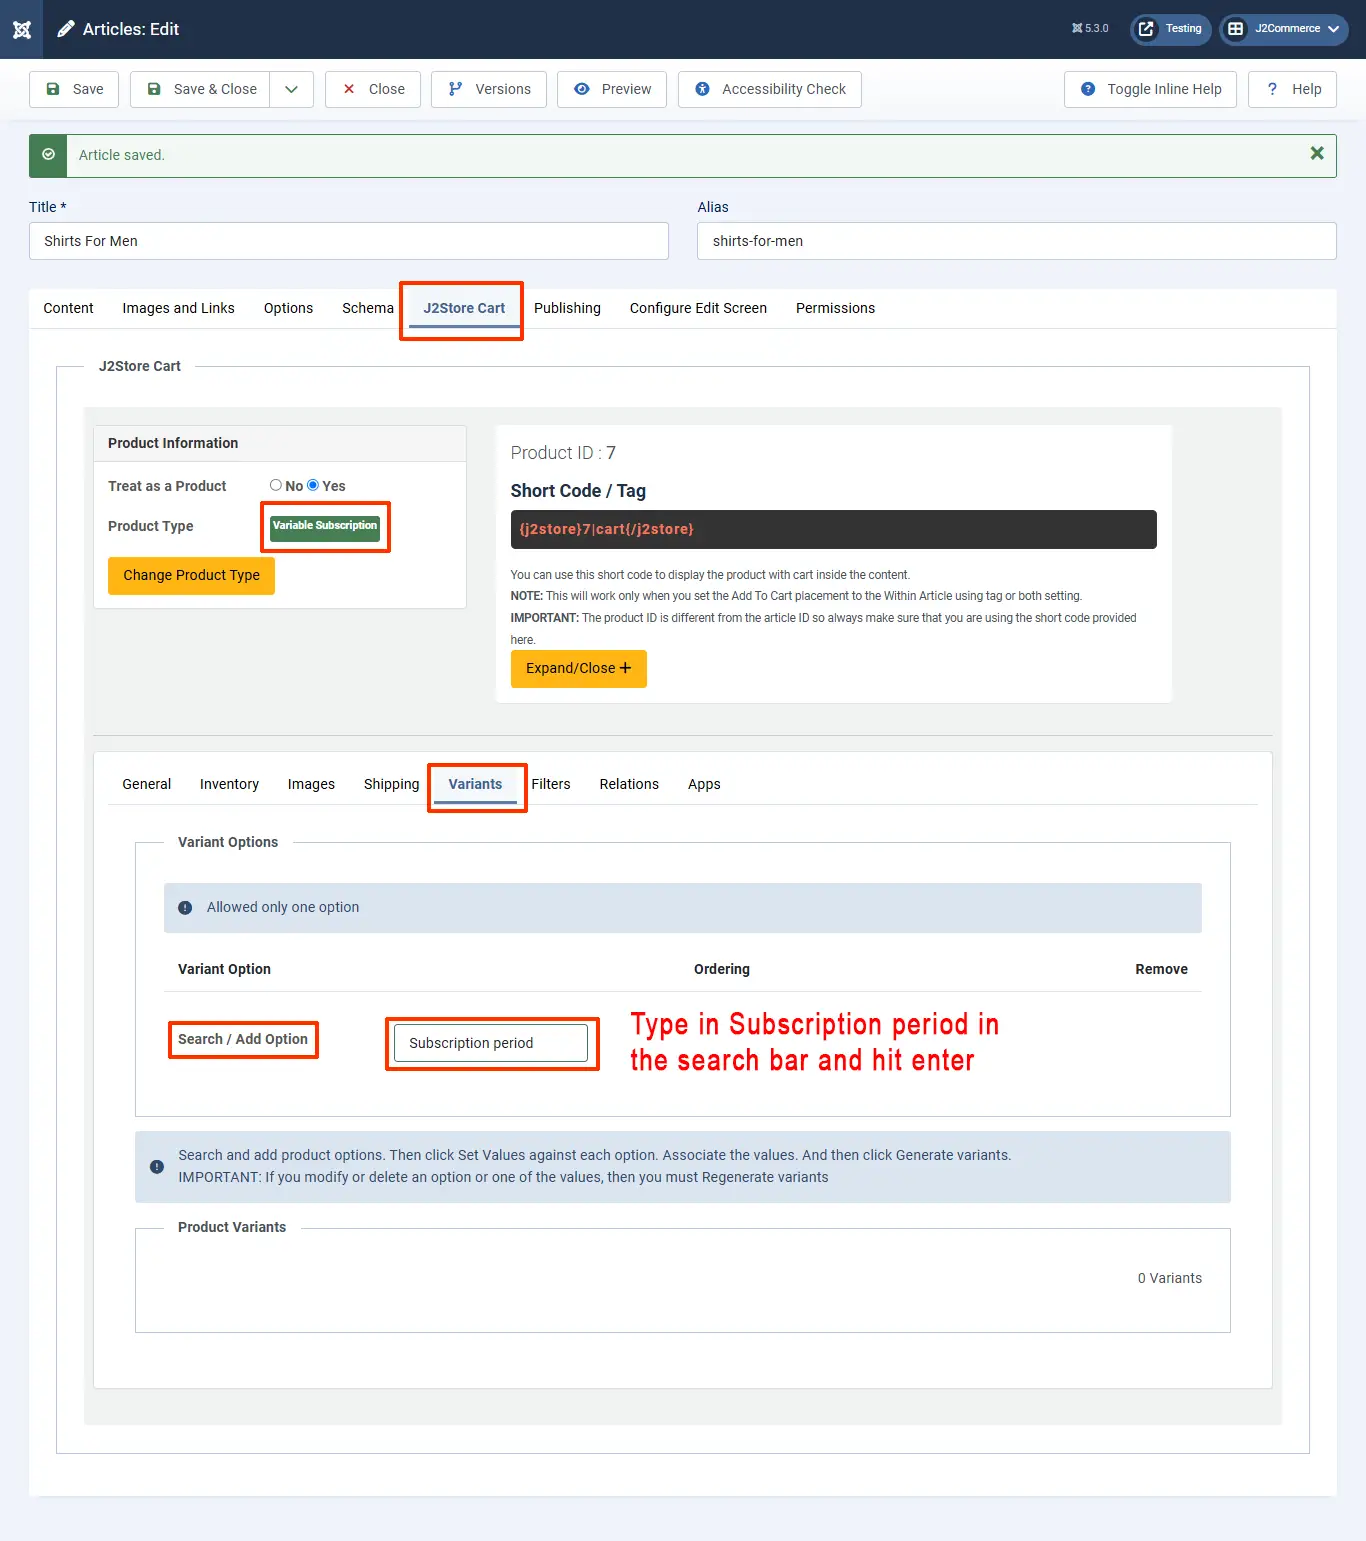 Articles: Edit
5.3.0
Testing
J2Commerce
Save
Save & Close
Close
Versions
Preview
Accessibility Check
Toggle Inline Help
? Help
Article saved.
Title *
Alias
Shirts For Men
shirts-for-men
Content
Images and Links
Options
Schema
J2Store Cart
Publishing
Configure Edit Screen
Permissions
J2Store Cart
Product Information
Treat as a Product
No
Yes
Product Type
Variable Subscription
Change Product Type
Product ID : 7
Short Code / Tag
{j2store}7|cart{/j2store}
You can use this short code to display the product with cart inside the content.
NOTE: This will work only when you set the Add To Cart placement to the Within Article using tag or both setting.
IMPORTANT: The product ID is different from the article ID so always make sure that you are using the short code provided
here.
Expand/Close +
General
Inventory
Images
Shipping
Variants
Filters
Relations
Apps
Variant Options
Allowed only one option
Variant Option
Ordering
Remove
Search / Add Option
Subscription period
Type in Subscription period in
the search bar and hit enter
Search and add product options. Then click Set Values against each option. Associate the values. And then click Generate variants.
IMPORTANT: If you modify or delete an option or one of the values, then you must Regenerate variants
Product Variants
0 Variants